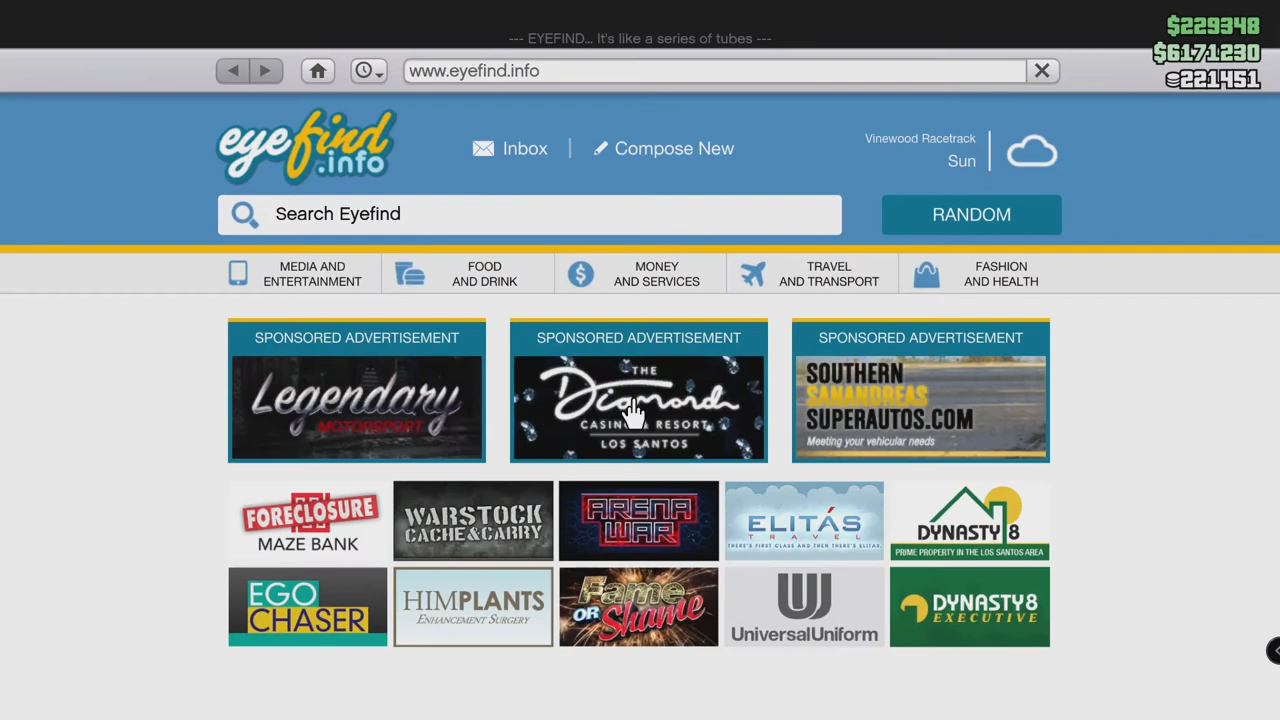 --- EYEFIND... It's like a series of tubes ---
$229348
$6171230
221451
www.eyefind.info
eyefind
.info
Inbox
Compose New
Vinewood Racetrack
Sun
Search Eyefind
RANDOM
MEDIA AND
ENTERTAINMENT
FOOD
AND DRINK
MONEY
AND SERVICES
TRAVEL
AND TRANSPORT
FASHION
AND HEALTH
SPONSORED ADVERTISEMENT
Legendary
MOTORSPORT
SPONSORED ADVERTISEMENT
THE
Diamond
CASINO & RESORT
LOS SANTOS
SPONSORED ADVERTISEMENT
SOUTHERN
SANANDREAS
SUPERAUTOS.COM
Meeting your vehicular needs
FORECLOSURE
MAZE BANK
WARSTOCK
CACHE & CARRY
ARENA
WAR
ELITÁS
TRAVEL
THERE'S FIRST CLASS AND THEN THERE'S ELITAS.
DYNASTY 8
PRIME PROPERTY IN THE LOS SANTOS AREA
EGO
CHASER
HIMPLANTS
ENHANCEMENT SURGERY
Fame
OR Shame
U
UniversalUniform
DYNASTY 8
EXECUTIVE